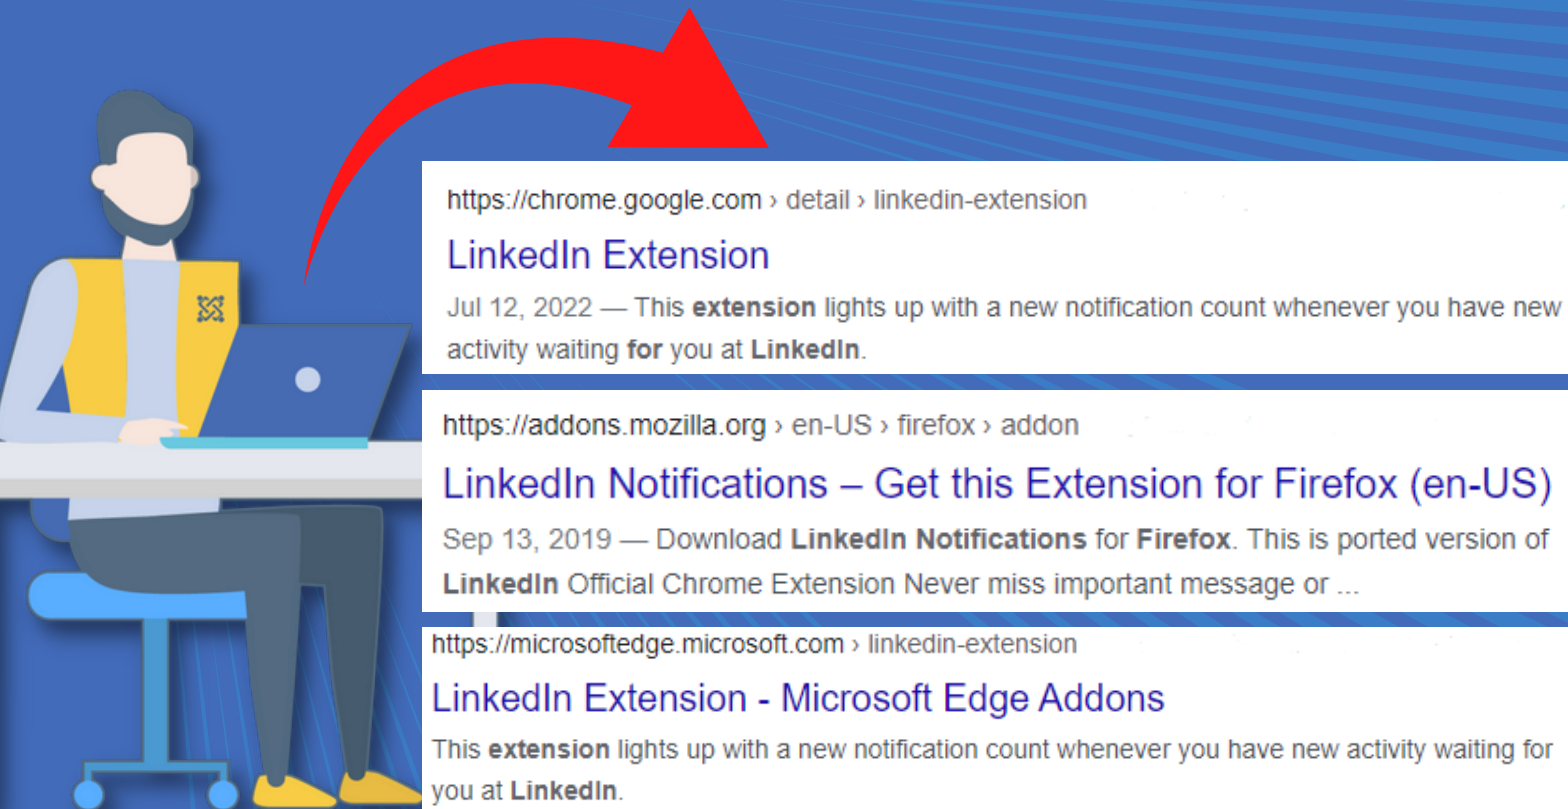 https://chrome.google.com › detail › linkedin-extension
LinkedIn Extension
Jul 12, 2022 — This extension lights up with a new notification count whenever you have new
activity waiting for you at LinkedIn.
https://addons.mozilla.org › en-US › firefox › addon
LinkedIn Notifications – Get this Extension for Firefox (en-US)
Sep 13, 2019 — Download LinkedIn Notifications for Firefox. This is ported version of
LinkedIn Official Chrome Extension Never miss important message or ...
https://microsoftedge.microsoft.com › linkedin-extension
LinkedIn Extension - Microsoft Edge Addons
This extension lights up with a new notification count whenever you have new activity waiting for
you at LinkedIn.